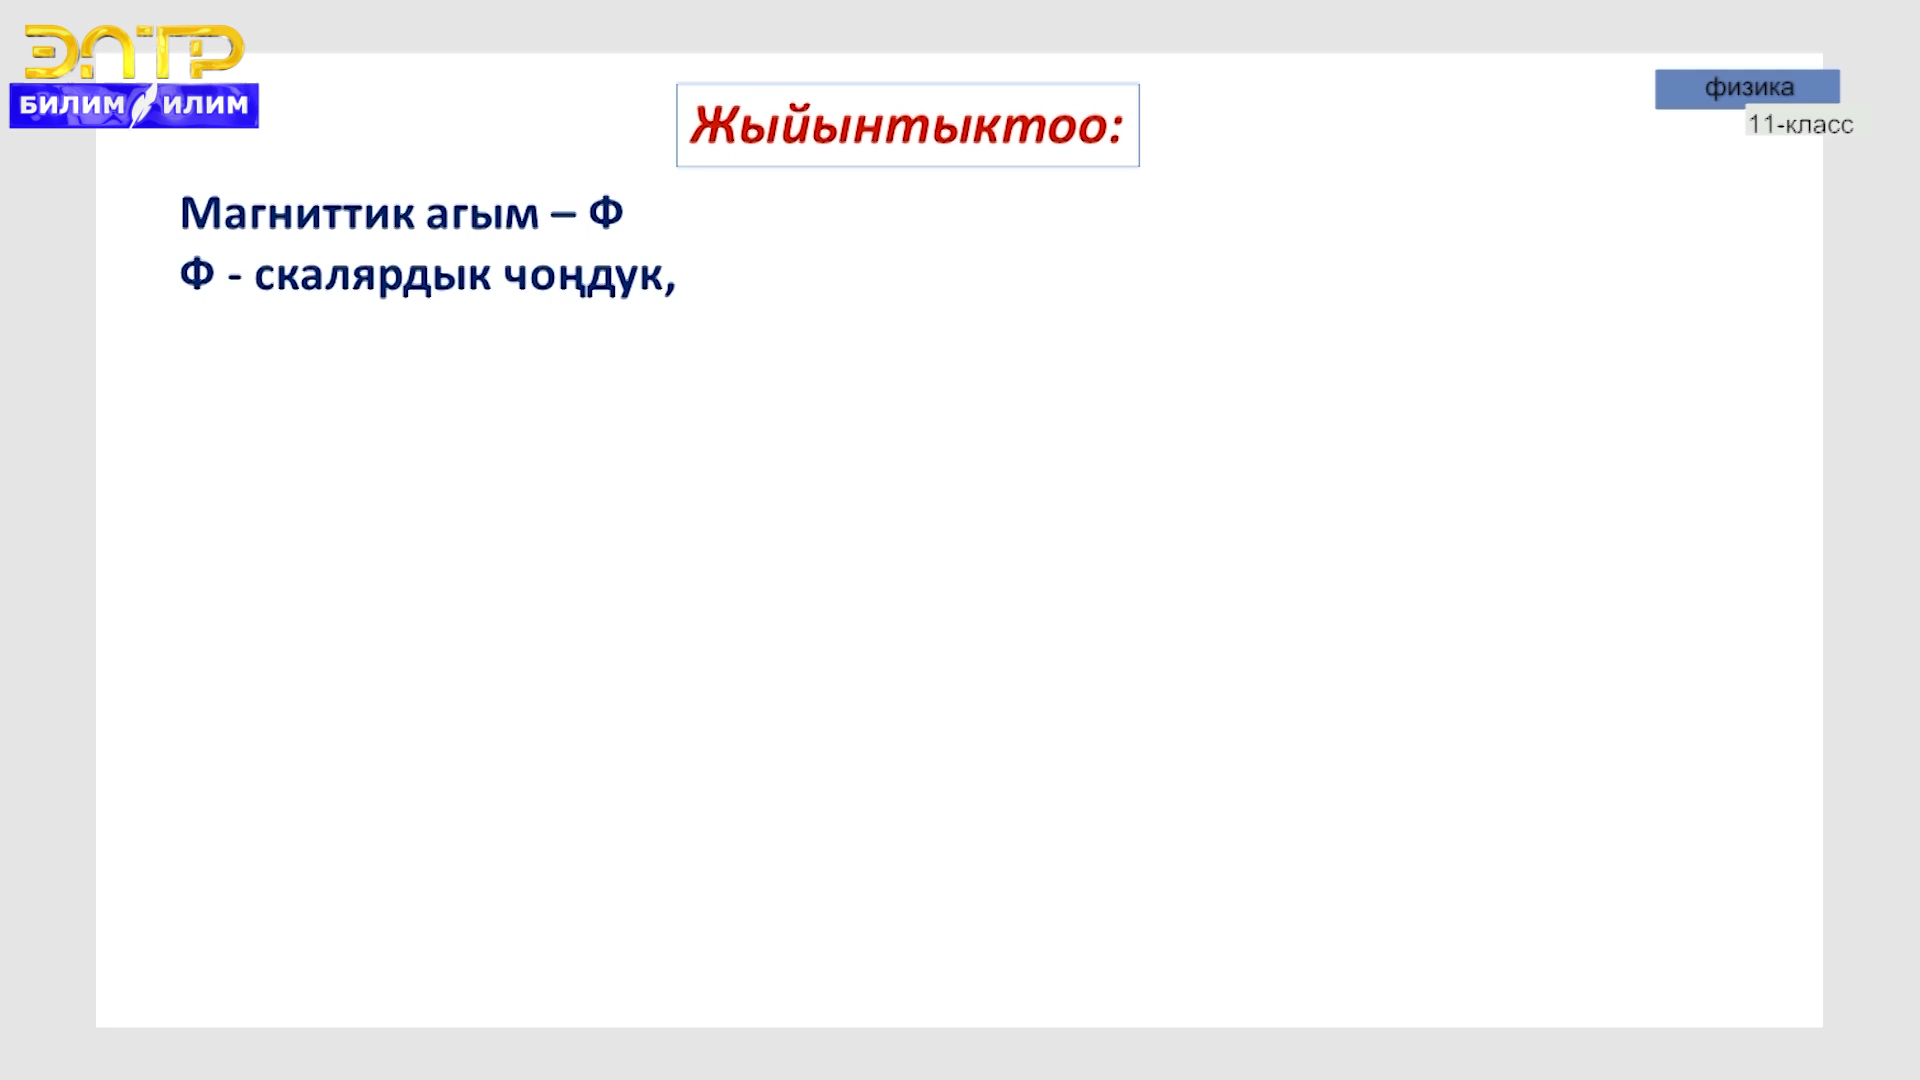 ЭЛТР
БИЛИМ ИЛИМ
физика
11-класс
Жыйынтыктоо:
Магниттик агым – Ф
Ф - скалярдык чоңдук,